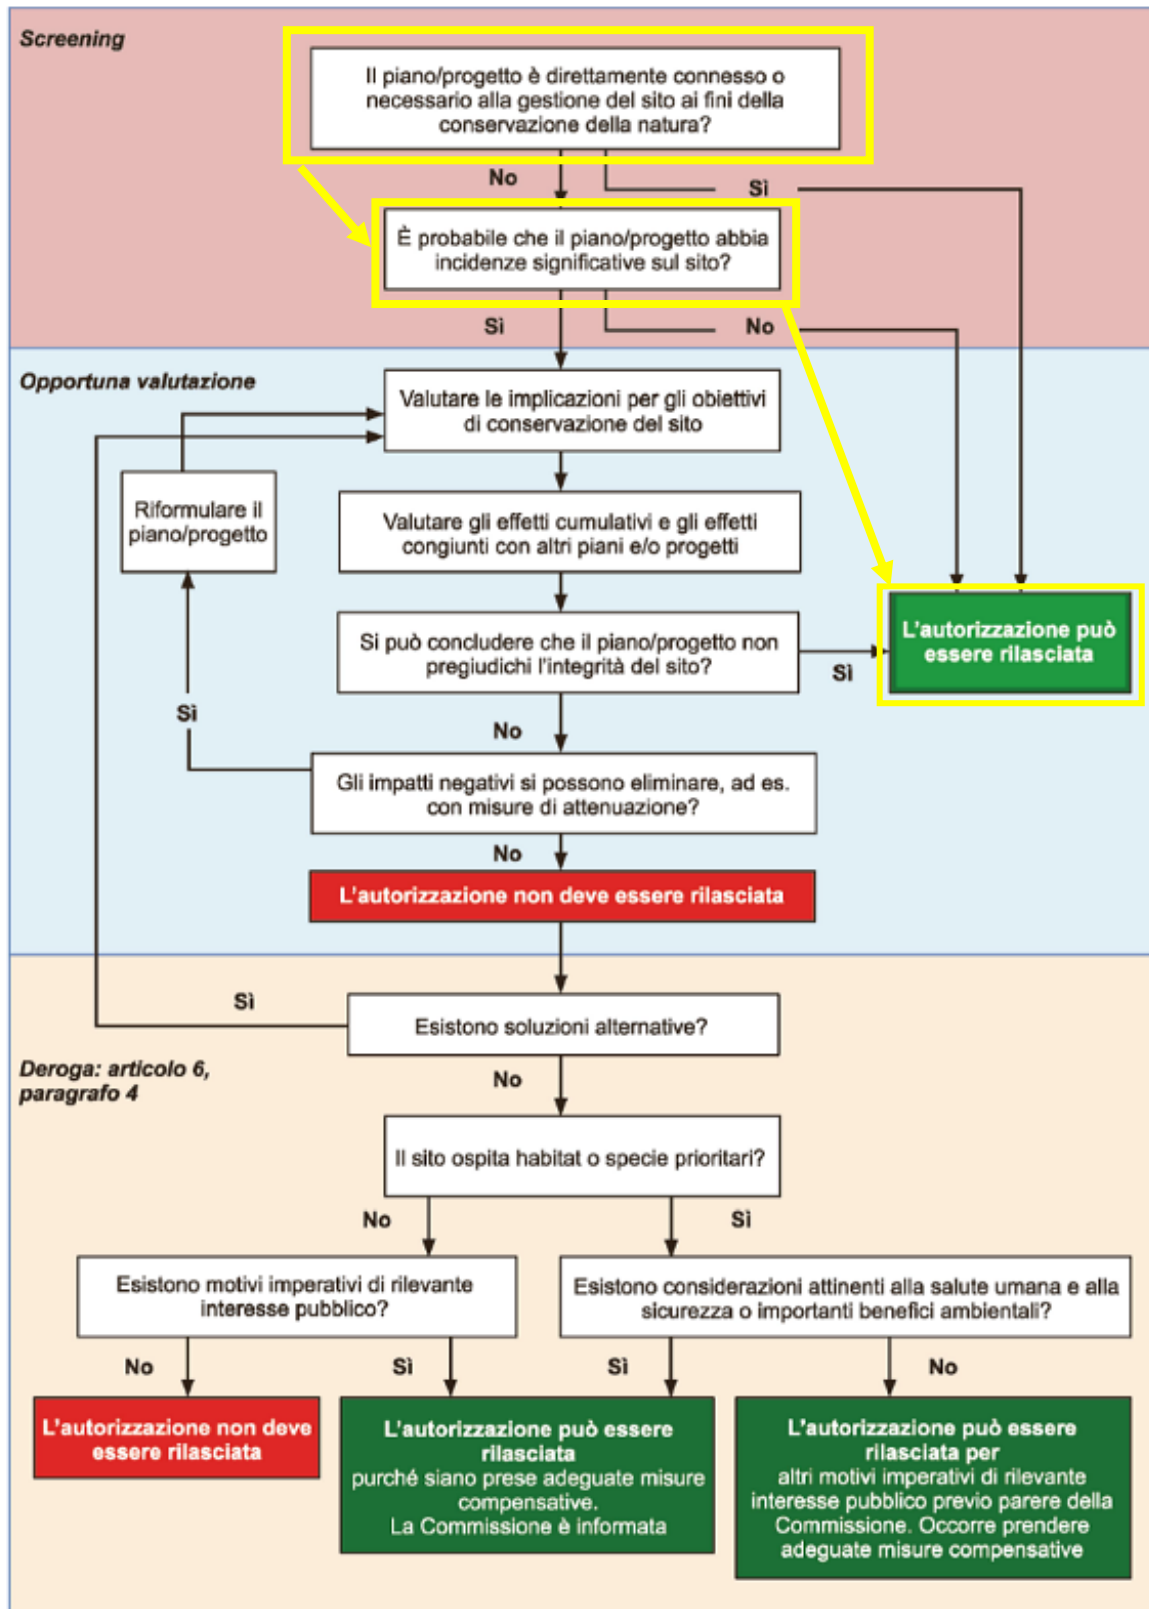 Screening
Il piano/progetto è direttamente connesso o
necessario alla gestione del sito ai fini della
conservazione della natura?
No
Sì
È probabile che il piano/progetto abbia
incidenze significative sul sito?
Sì
No
Opportuna valutazione
Valutare le implicazioni per gli obiettivi
di conservazione del sito
Riformulare il
piano/progetto
Valutare gli effetti cumulativi e gli effetti
congiunti con altri piani e/o progetti
Si può concludere che il piano/progetto non
pregiudichi l'integrità del sito?
Sì
L'autorizzazione può
essere rilasciata
Sì
No
Gli impatti negativi si possono eliminare, ad es.
con misure di attenuazione?
No
L'autorizzazione non deve essere rilasciata
Sì
Esistono soluzioni alternative?
Deroga: articolo 6,
paragrafo 4
No
Il sito ospita habitat o specie prioritari?
No
Sì
Esistono motivi imperativi di rilevante
interesse pubblico?
Esistono considerazioni attinenti alla salute umana e alla
sicurezza o importanti benefici ambientali?
No
Sì
Sì
No
L'autorizzazione non deve
essere rilasciata
L'autorizzazione può essere
rilasciata
purché siano prese adeguate misure
compensative.
La Commissione è informata
L'autorizzazione può essere
rilasciata per
altri motivi imperativi di rilevante
interesse pubblico previo parere della
Commissione. Occorre prendere
adeguate misure compensative